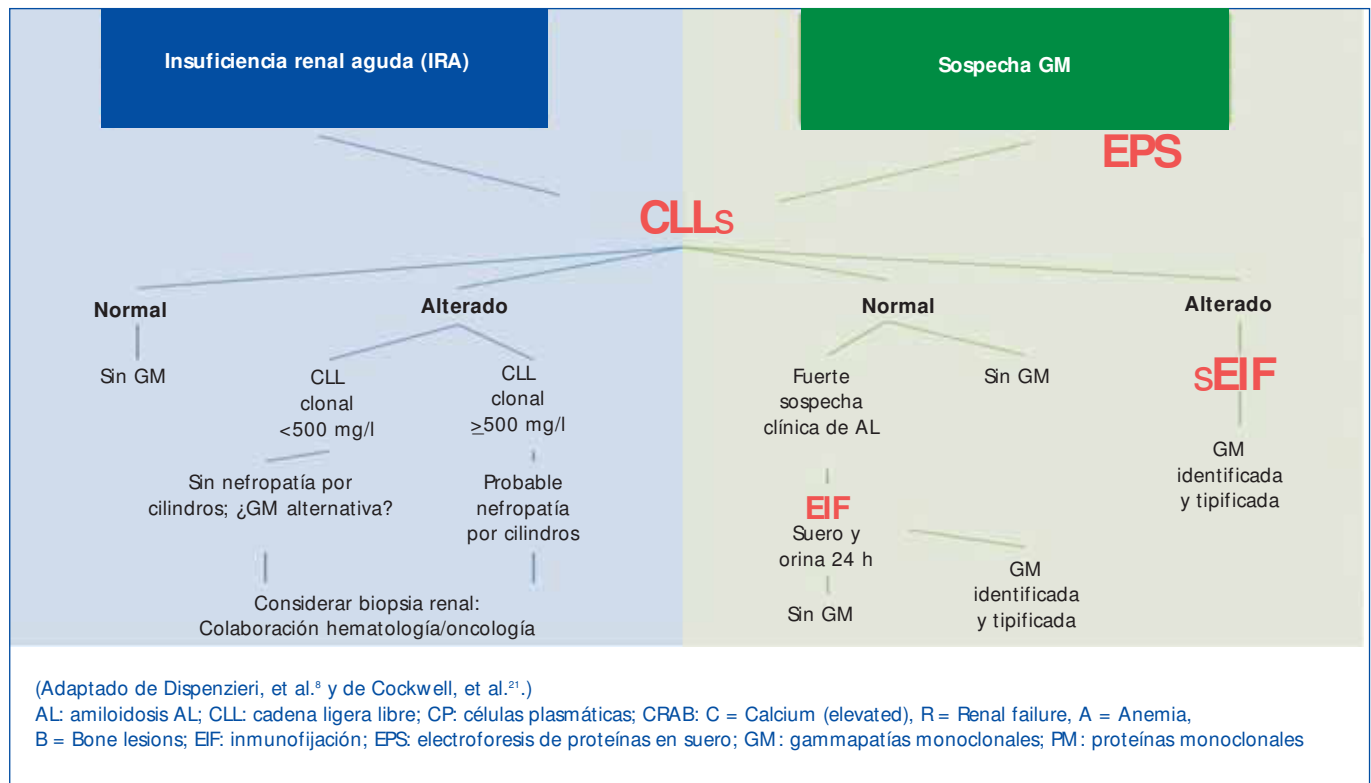 Insuficiencia renal aguda (IRA)
Sospecha GM
EPS
CLLs
Normal
Alterado
Normal
Alterado
Sin GM
CLL
clonal
<500 mg/l
CLL
clonal
≥500 mg/l
Fuerte
sospecha
clínica de AL
Sin GM
sEIF
Sin nefropatía por
cilindros; ¿GM alternativa?
Probable
nefropatía
por cilindros
EIF
Suero y
orina 24 h
GM
identificada
y tipificada
Considerar biopsia renal:
Colaboración hematología/oncología
Sin GM
GM
identificada
y tipificada
(Adaptado de Dispenzieri, et al.⁸ y de Cockwell, et al.²¹.)
AL: amiloidosis AL; CLL: cadena ligera libre; CP: células plasmáticas; CRAB: C = Calcium (elevated), R = Renal failure, A = Anemia,
B = Bone lesions; EIF: inmunofijación; EPS: electroforesis de proteínas en suero; GM: gammapatías monoclonales; PM: proteínas monoclonales